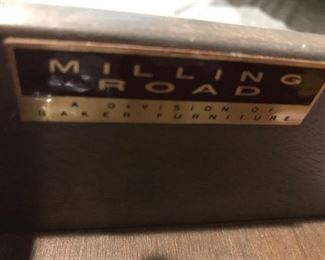 MILLING
ROAD
A DIVISION OF
BAKER FURNITURE